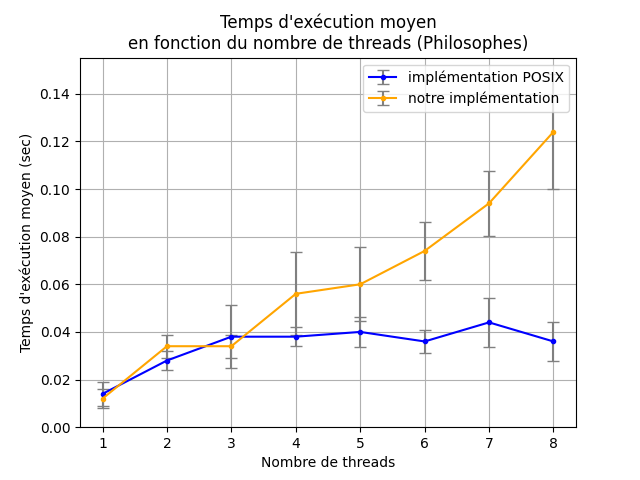 Temps d'exécution moyen
en fonction du nombre de threads (Philosophes)
implémentation POSIX
notre implémentation
Temps d'exécution moyen (sec)
0.14
0.12
0.10
0.08
0.06
0.04
0.02
0.00
1 2 3 4 5 6 7 8
Nombre de threads